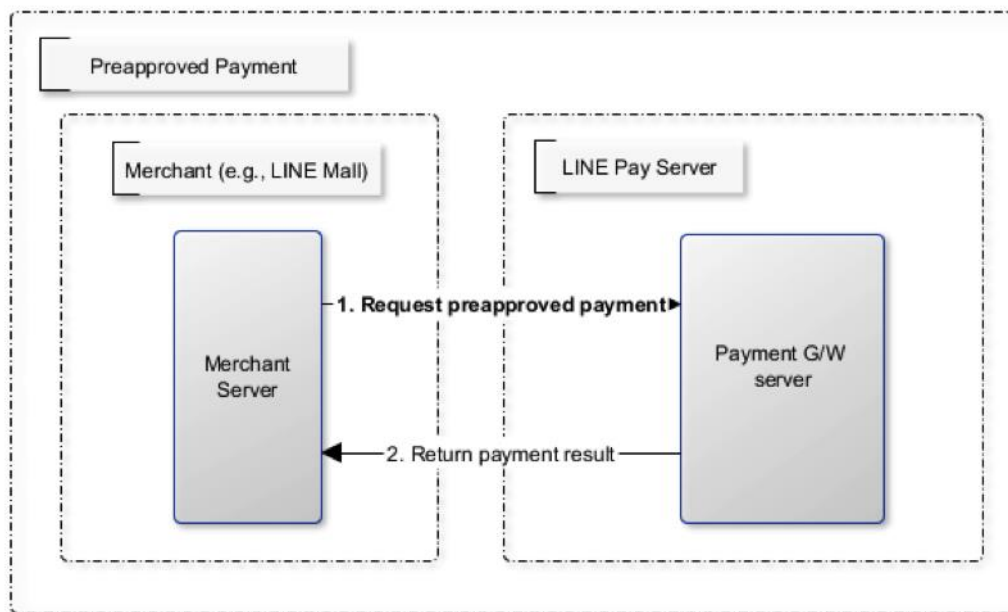 Preapproved Payment
Merchant (e.g., LINE Mall)
LINE Pay Server
1. Request preapproved payment
Merchant
Server
Payment G/W
server
2. Return payment result